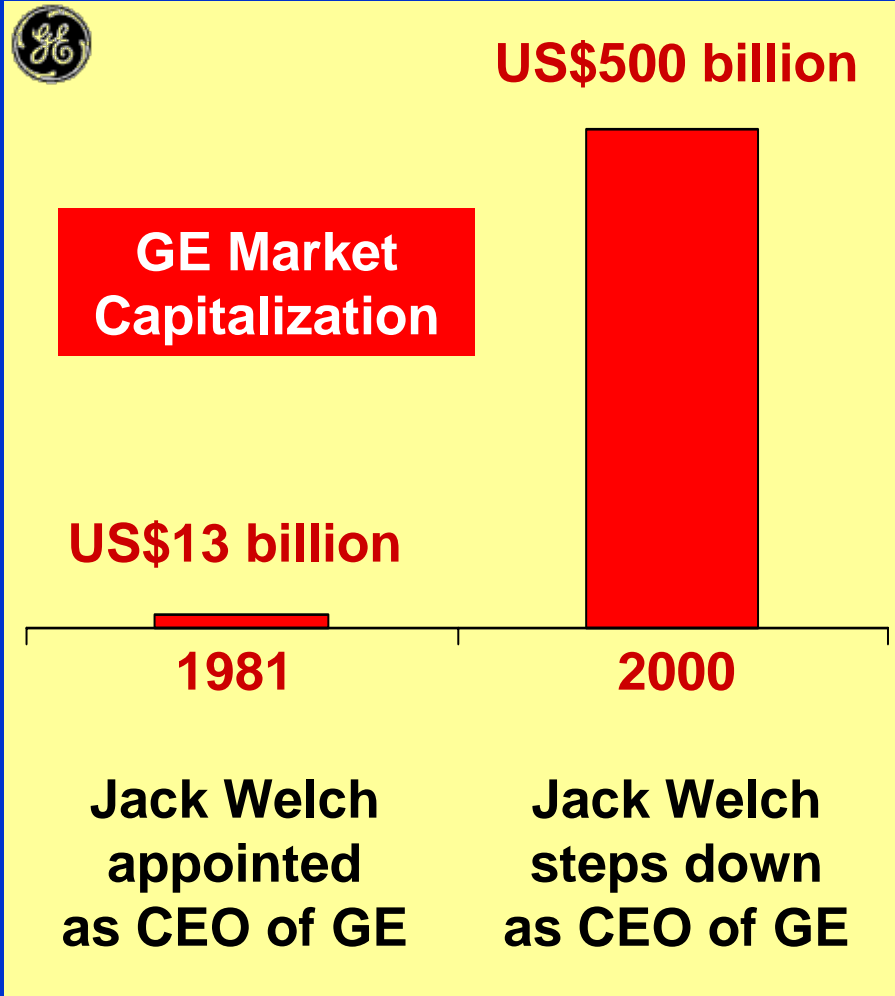 GE
US$500 billion
GE Market
Capitalization
US$13 billion
1981
2000
Jack Welch
appointed
as CEO of GE
Jack Welch
steps down
as CEO of GE